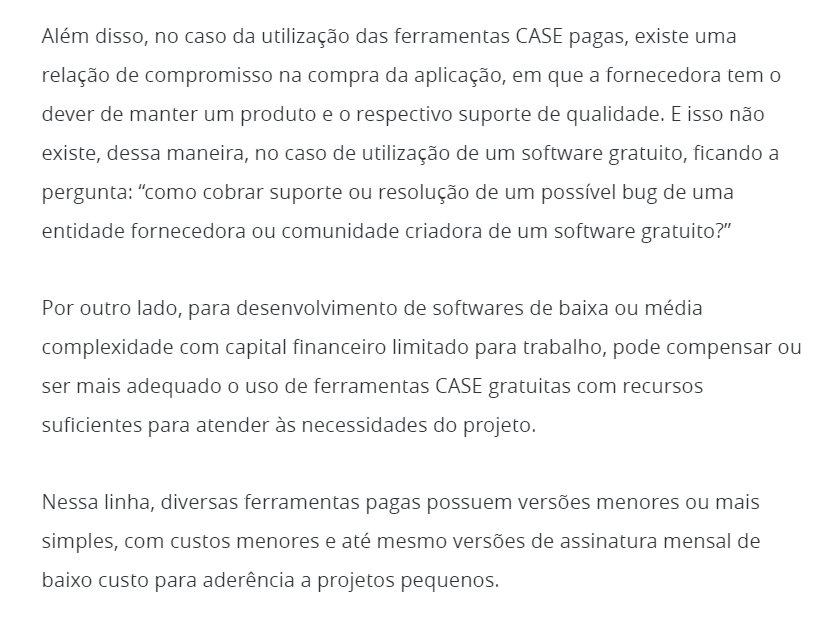 Além disso, no caso da utilização das ferramentas CASE pagas, existe uma
relação de compromisso na compra da aplicação, em que a fornecedora tem o
dever de manter um produto e o respectivo suporte de qualidade. E isso não
existe, dessa maneira, no caso de utilização de um software gratuito, ficando a
pergunta: “como cobrar suporte ou resolução de um possível bug de uma
entidade fornecedora ou comunidade criadora de um software gratuito?”
Por outro lado, para desenvolvimento de softwares de baixa ou média
complexidade com capital financeiro limitado para trabalho, pode compensar ou
ser mais adequado o uso de ferramentas CASE gratuitas com recursos
suficientes para atender às necessidades do projeto.
Nessa linha, diversas ferramentas pagas possuem versões menores ou mais
simples, com custos menores e até mesmo versões de assinatura mensal de
baixo custo para aderência a projetos pequenos.